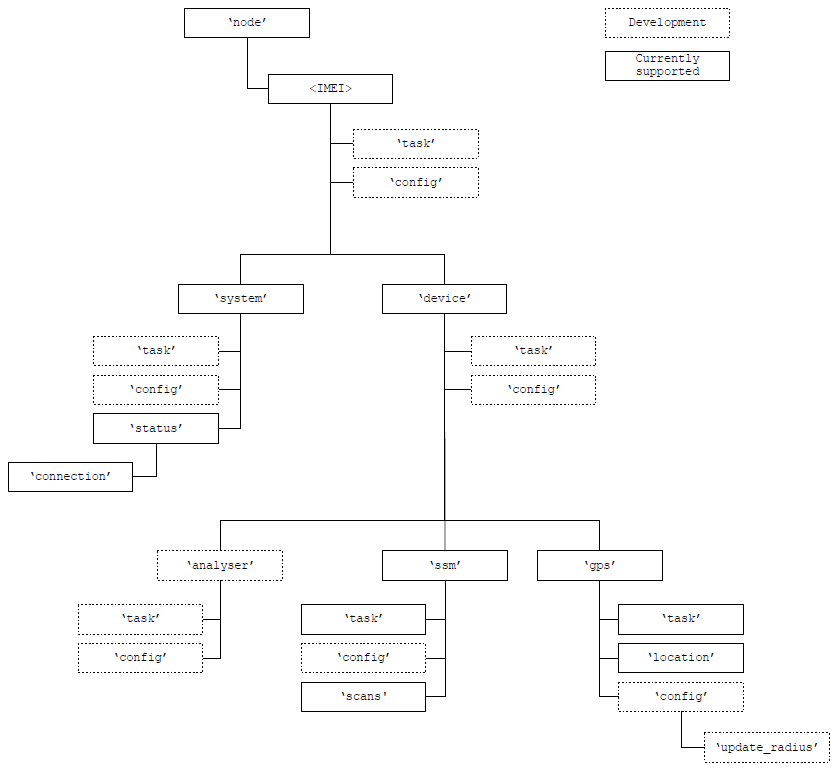 ‘node’
Development
Currently
supported
<IMEI>
‘task’
‘config’
‘system’
‘device’
‘task’
‘task’
‘config’
‘config’
‘status’
‘connection’
‘analyser’
‘ssm’
‘gps’
‘task’
‘task’
‘task’
‘config’
‘config’
‘location’
‘scans'
‘config’
‘update_radius’